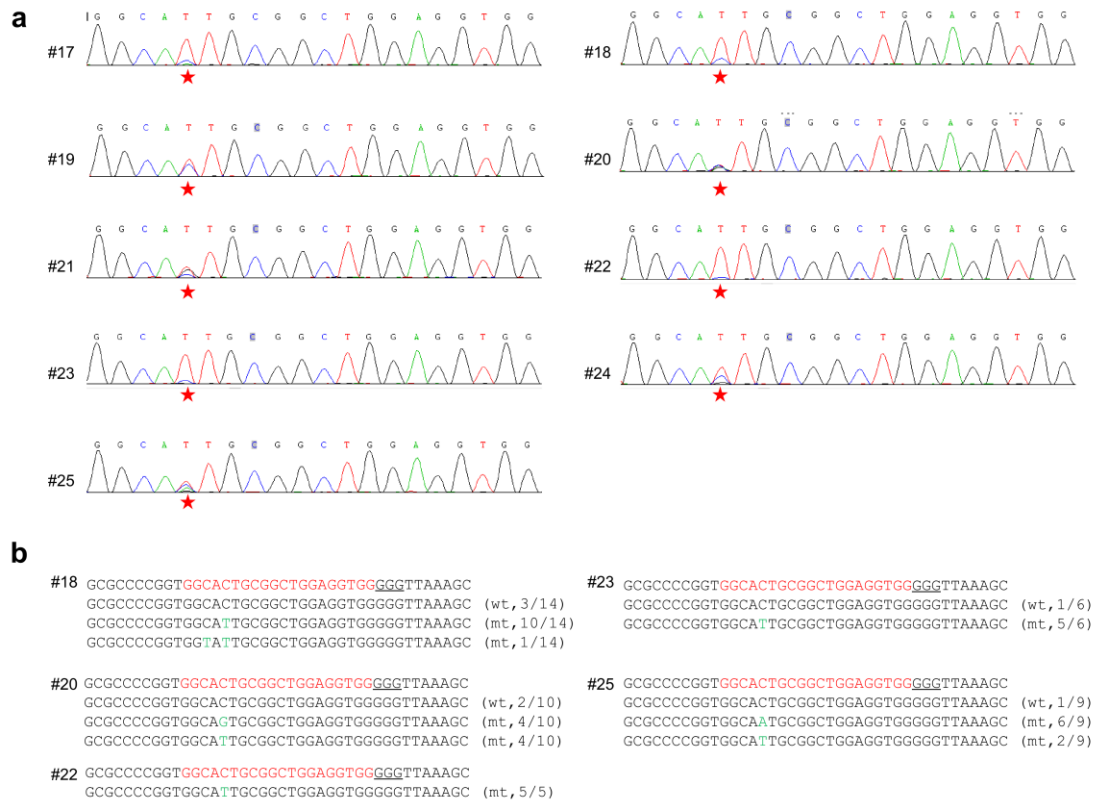 a
G G C A T T G C G G C T G G A G G T G G
#17
G G C A T T G C G G C T G G A G G T G G
#18
G G C A T T G C G G C T G G A G G T G G
#19
G G C A T T G C G G C T G G A G G T G G
#20
G G C A T T G C G G C T G G A G G T G G
#21
G G C A T T G C G G C T G G A G G T G G
#22
G G C A T T G C G G C T G G A G G T G G
#23
G G C A T T G C G G C T G G A G G T G G
#24
G G C A T T G C G G C T G G A G G T G G
#25
b
#18 GCGCCCCGGTGGCACTGCGGCTGGAGGTGGGGGTTAAAGC
GCGCCCCGGTGGCACTGCGGCTGGAGGTGGGGGTTAAAGC (wt,3/14)
GCGCCCCGGTGGCATTGCGGCTGGAGGTGGGGGTTAAAGC (mt,10/14)
GCGCCCCGGTGGTATTGCGGCTGGAGGTGGGGGTTAAAGC (mt,1/14)
#20 GCGCCCCGGTGGCACTGCGGCTGGAGGTGGGGGTTAAAGC
GCGCCCCGGTGGCACTGCGGCTGGAGGTGGGGGTTAAAGC (wt,2/10)
GCGCCCCGGTGGCAGTGCGGCTGGAGGTGGGGGTTAAAGC (mt,4/10)
GCGCCCCGGTGGCATTGCGGCTGGAGGTGGGGGTTAAAGC (mt,4/10)
#22 GCGCCCCGGTGGCACTGCGGCTGGAGGTGGGGGTTAAAGC
GCGCCCCGGTGGCATTGCGGCTGGAGGTGGGGGTTAAAGC (mt,5/5)
#23 GCGCCCCGGTGGCACTGCGGCTGGAGGTGGGGGTTAAAGC
GCGCCCCGGTGGCACTGCGGCTGGAGGTGGGGGTTAAAGC (wt,1/6)
GCGCCCCGGTGGCATTGCGGCTGGAGGTGGGGGTTAAAGC (mt,5/6)
#25 GCGCCCCGGTGGCACTGCGGCTGGAGGTGGGGGTTAAAGC
GCGCCCCGGTGGCACTGCGGCTGGAGGTGGGGGTTAAAGC (wt,1/9)
GCGCCCCGGTGGCAATGCGGCTGGAGGTGGGGGTTAAAGC (mt,6/9)
GCGCCCCGGTGGCATTGCGGCTGGAGGTGGGGGTTAAAGC (mt,2/9)